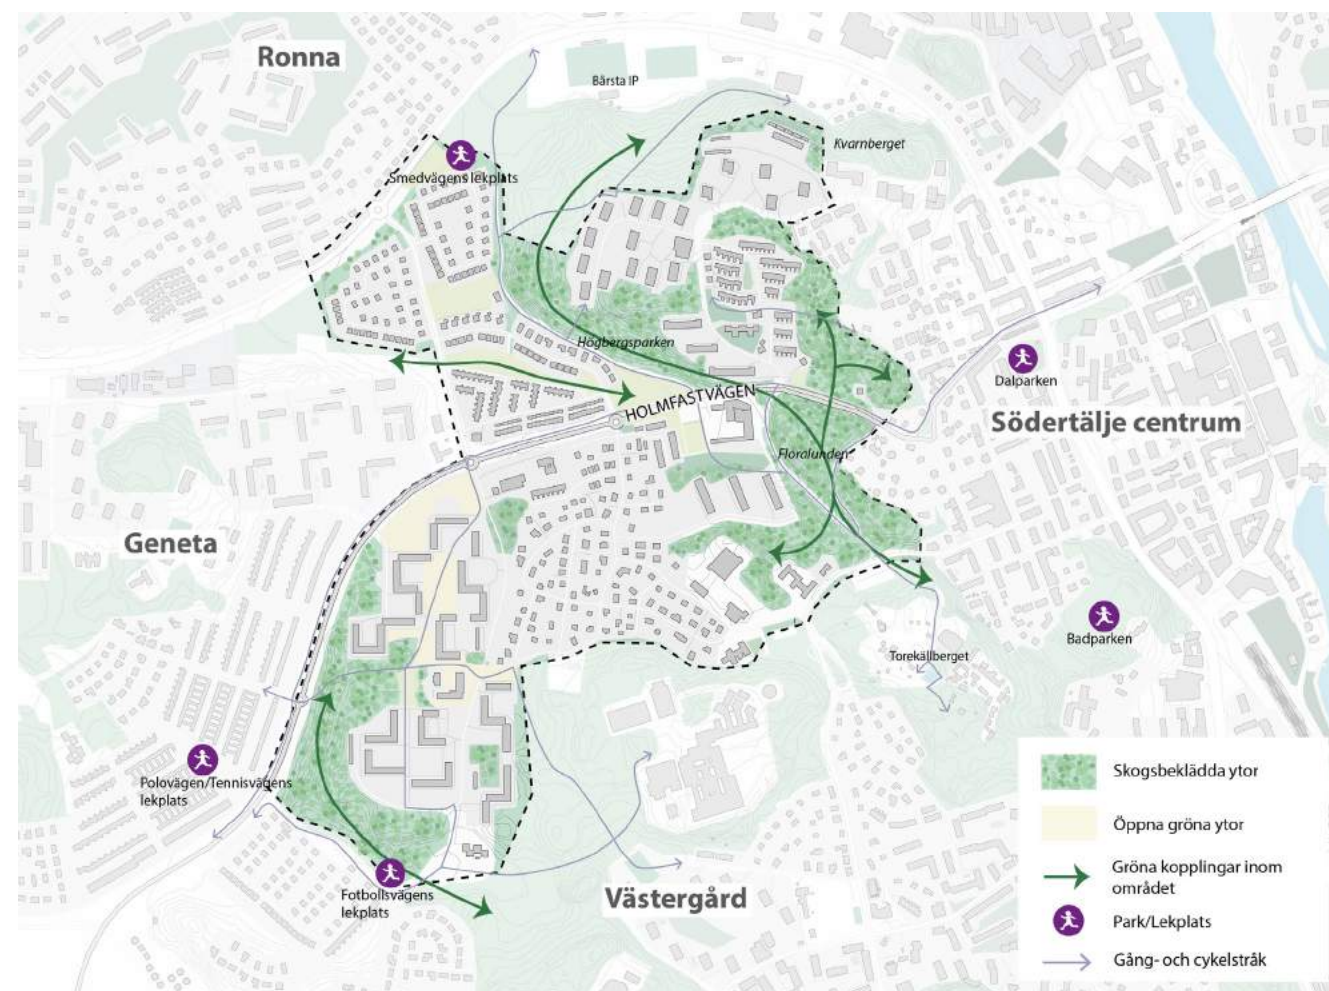 Ronna
Bårsta IP
Kvarnberget
Smedvägens lekplats
Högbergsparken
Dalparken
HOLMFASTVÄGEN
Södertälje centrum
Floralunden
Geneta
Badparken
Torekällberget
Polovägen/Tennisvägens
lekplats
Fotbollsvägens
lekplats
Västergård
Skogsbeklädda ytor
Öppna gröna ytor
Gröna kopplingar inom
området
Park/Lekplats
Gång- och cykelstråk